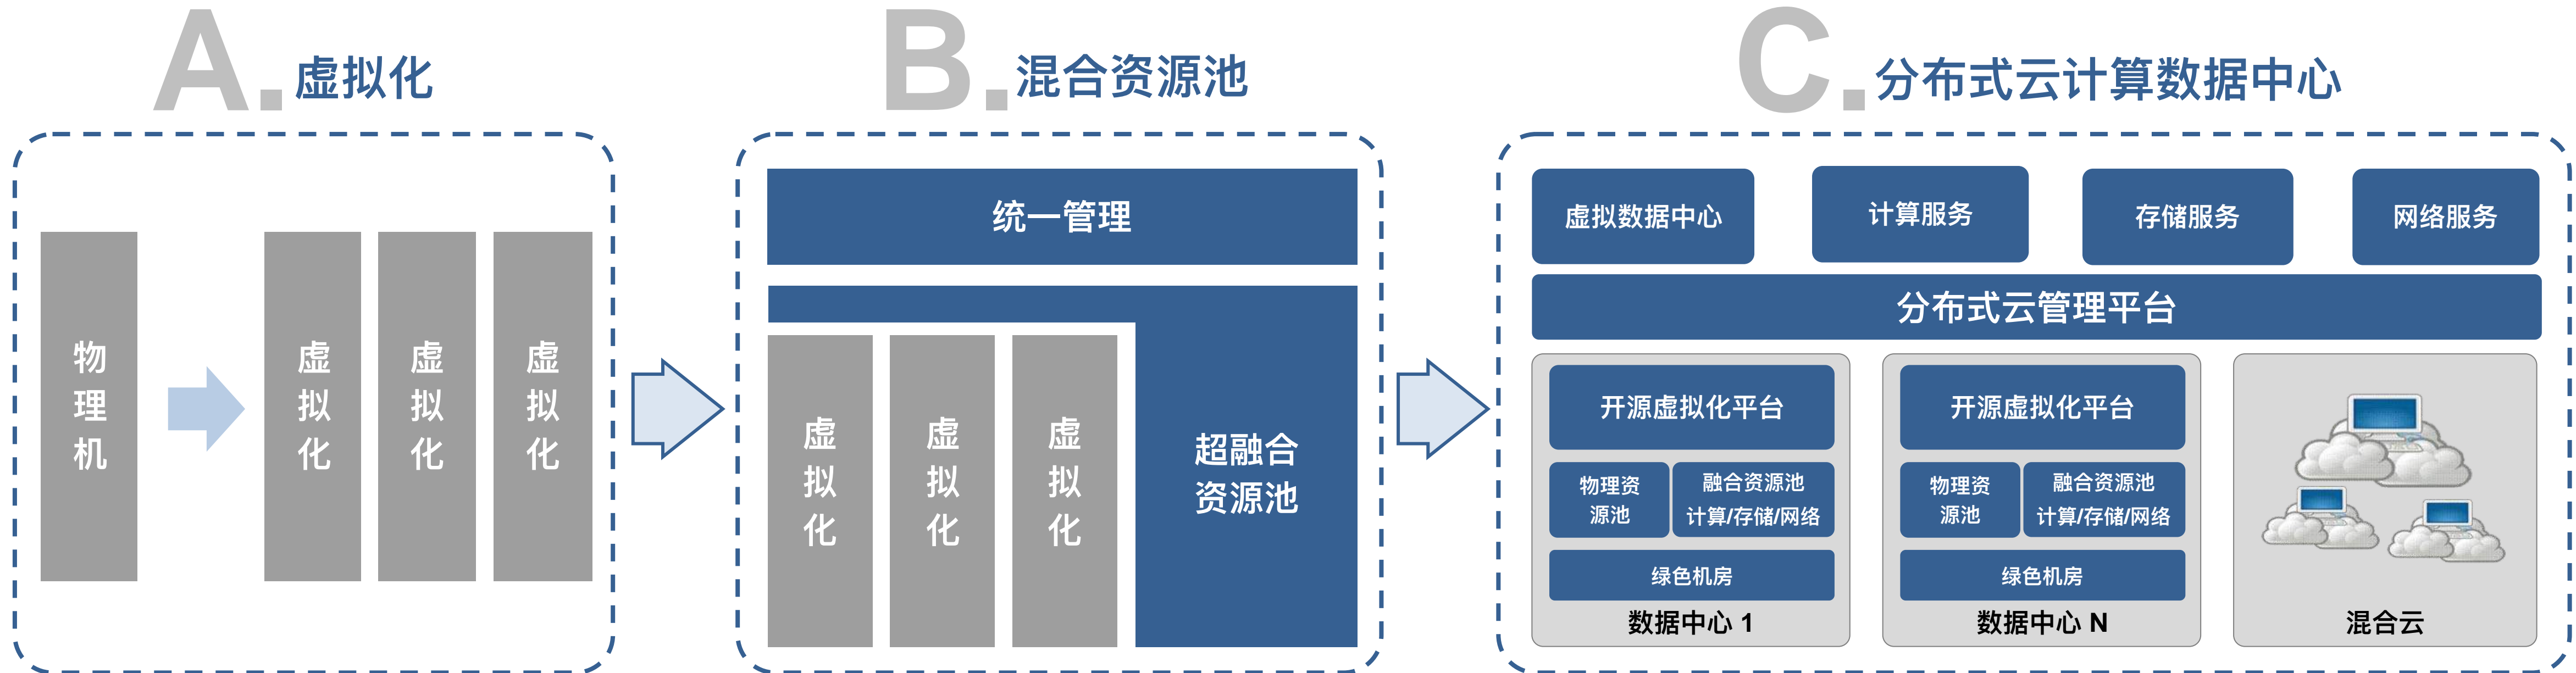 A. 虚拟化
物理机
虚拟化
虚拟化
虚拟化
B. 混合资源池
统一管理
虚拟化
虚拟化
虚拟化
超融合
资源池
C. 分布式云计算数据中心
虚拟数据中心
计算服务
存储服务
网络服务
分布式云管理平台
开源虚拟化平台
物理资
源池
融合资源池
计算/存储/网络
绿色机房
数据中心 1
开源虚拟化平台
物理资
源池
融合资源池
计算/存储/网络
绿色机房
数据中心 N
混合云